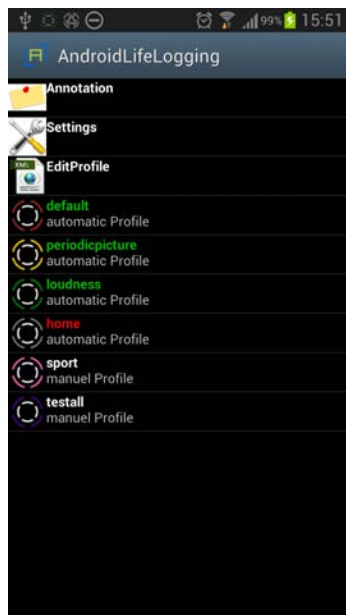 99% 15:51
AndroidLifeLogging
Annotation
Settings
XML
EditProfile
default
automatic Profile
periodicpicture
automatic Profile
loudness
automatic Profile
home
automatic Profile
sport
manuel Profile
testall
manuel Profile